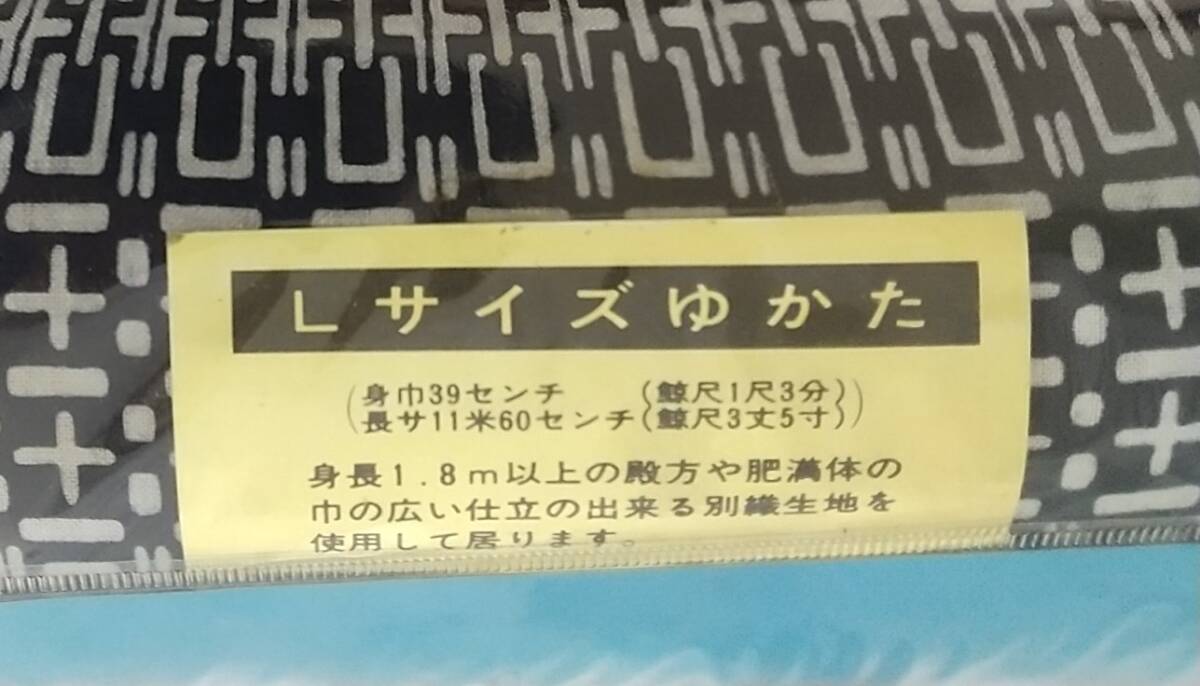 Lサイズゆかた
(身巾39センチ (鯨尺1尺3分))
(長サ11米60センチ(鯨尺3丈5寸))
身長1.8m以上の殿方や肥満体の
巾の広い仕立の出来る別織生地を
使用して居ります。